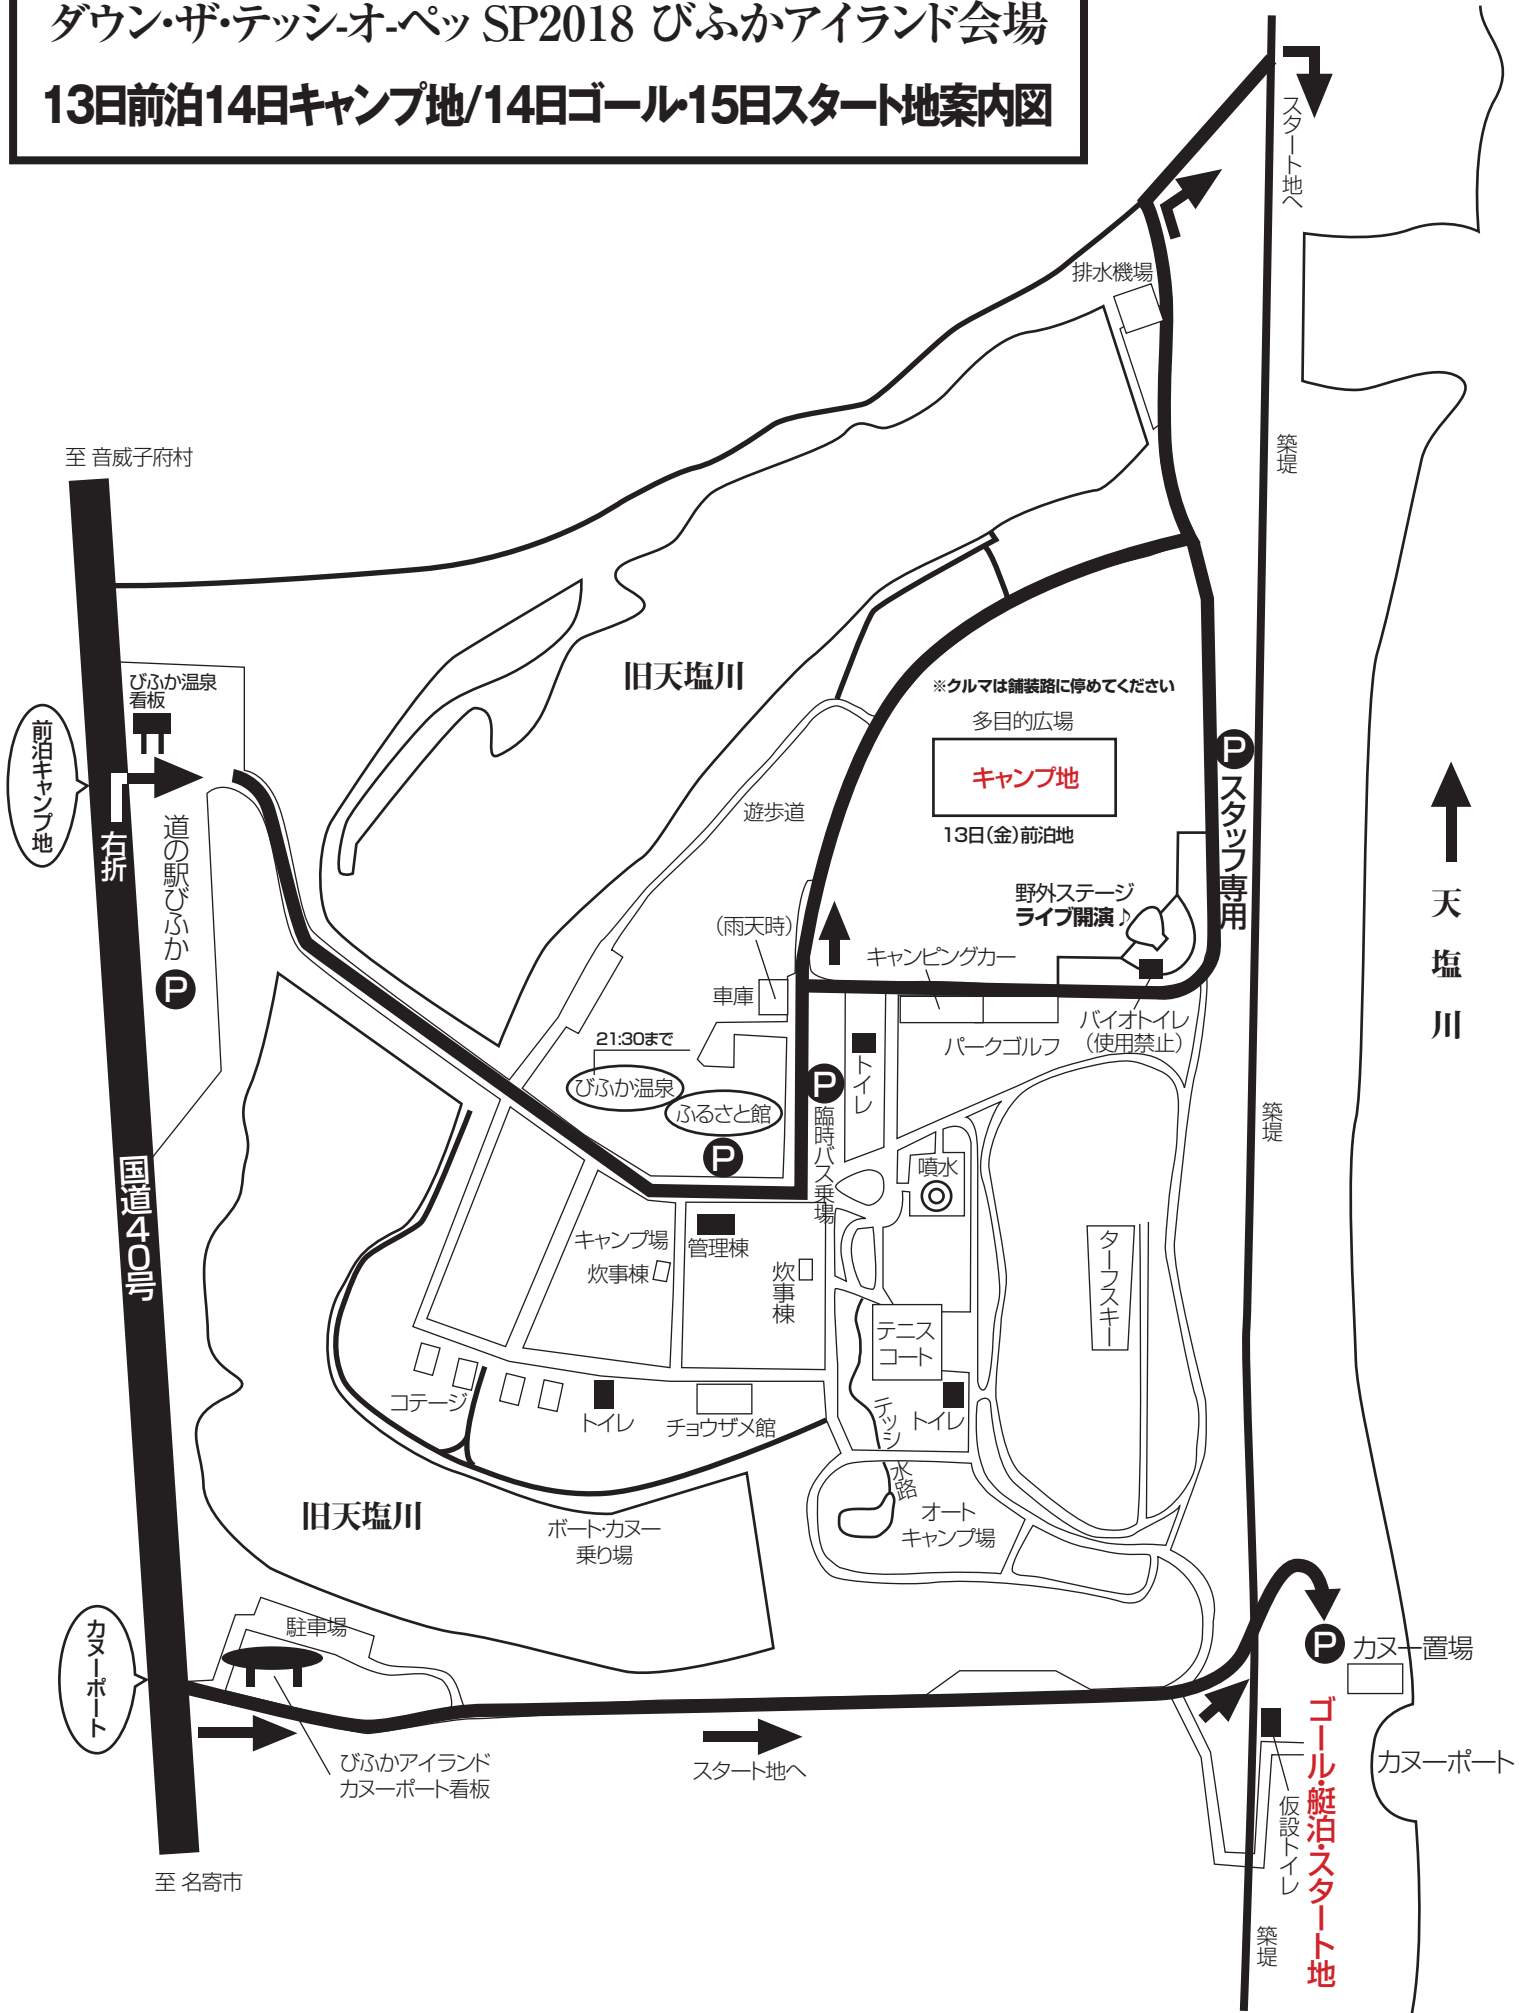 ダウン・ザ・テッシ-オ-ペッ SP2018 びふかアイランド会場
13日前泊14日キャンプ地/14日ゴール・15日スタート地案内図
スタート地へ
排水機場
築堤
至 音威子府村
びふか温泉
看板
前泊キャンプ地
右折
道の駅びふか
P
旧天塩川
※クルマは舗装路に停めてください
多目的広場
キャンプ地
13日(金)前泊地
P
スタッフ専用
遊歩道
野外ステージ
ライブ開演♪
天塩川
(雨天時)
車庫
キャンピングカー
パークゴルフ
バイオトイレ
(使用禁止)
21:30まで
びふか温泉
ふるさと館
P
P
臨時バス乗場
トイレ
築堤
噴水
国道40号
キャンプ場
炊事棟
管理棟
炊事棟
ターフスキー
テニス
コート
コテージ
トイレ
チョウザメ館
テッシ
水路
トイレ
旧天塩川
ボート・カヌー
乗り場
オート
キャンプ場
カヌーポート
駐車場
びふかアイランド
カヌーポート看板
スタート地へ
P
カヌー置場
ゴール・艇泊・スタート地
カヌーポート
仮設トイレ
至 名寄市
築堤